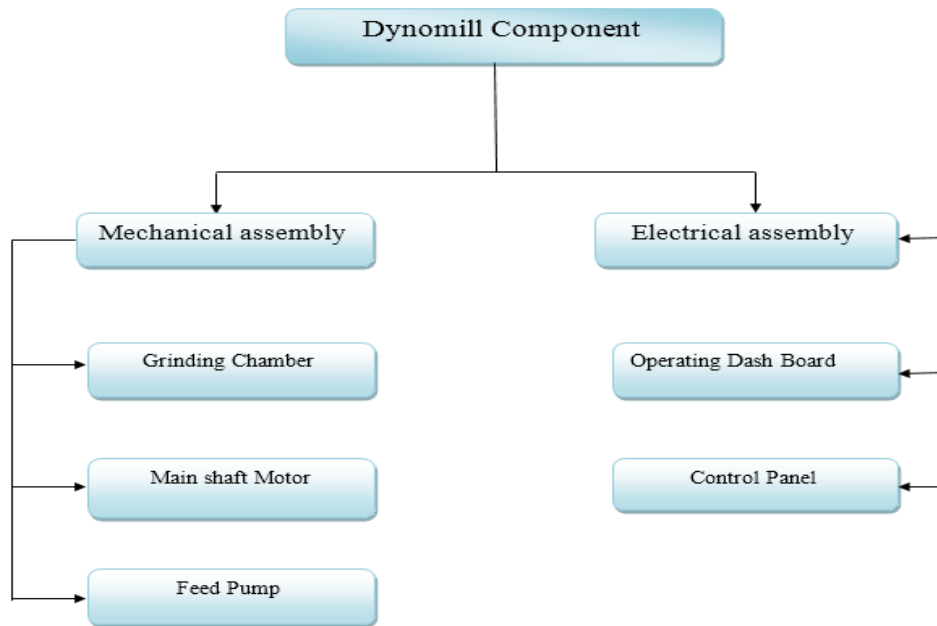 Dynomill Component
Mechanical assembly
Electrical assembly
Grinding Chamber
Operating Dash Board
Main shaft Motor
Control Panel
Feed Pump